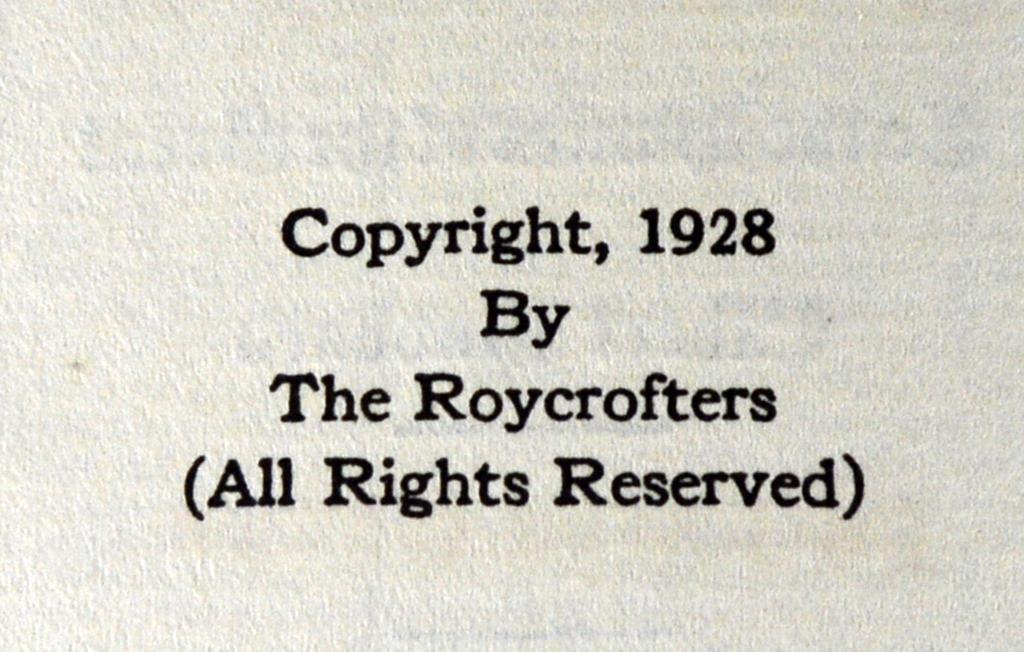 Copyright, 1928
By
The Roycrofters
(All Rights Reserved)